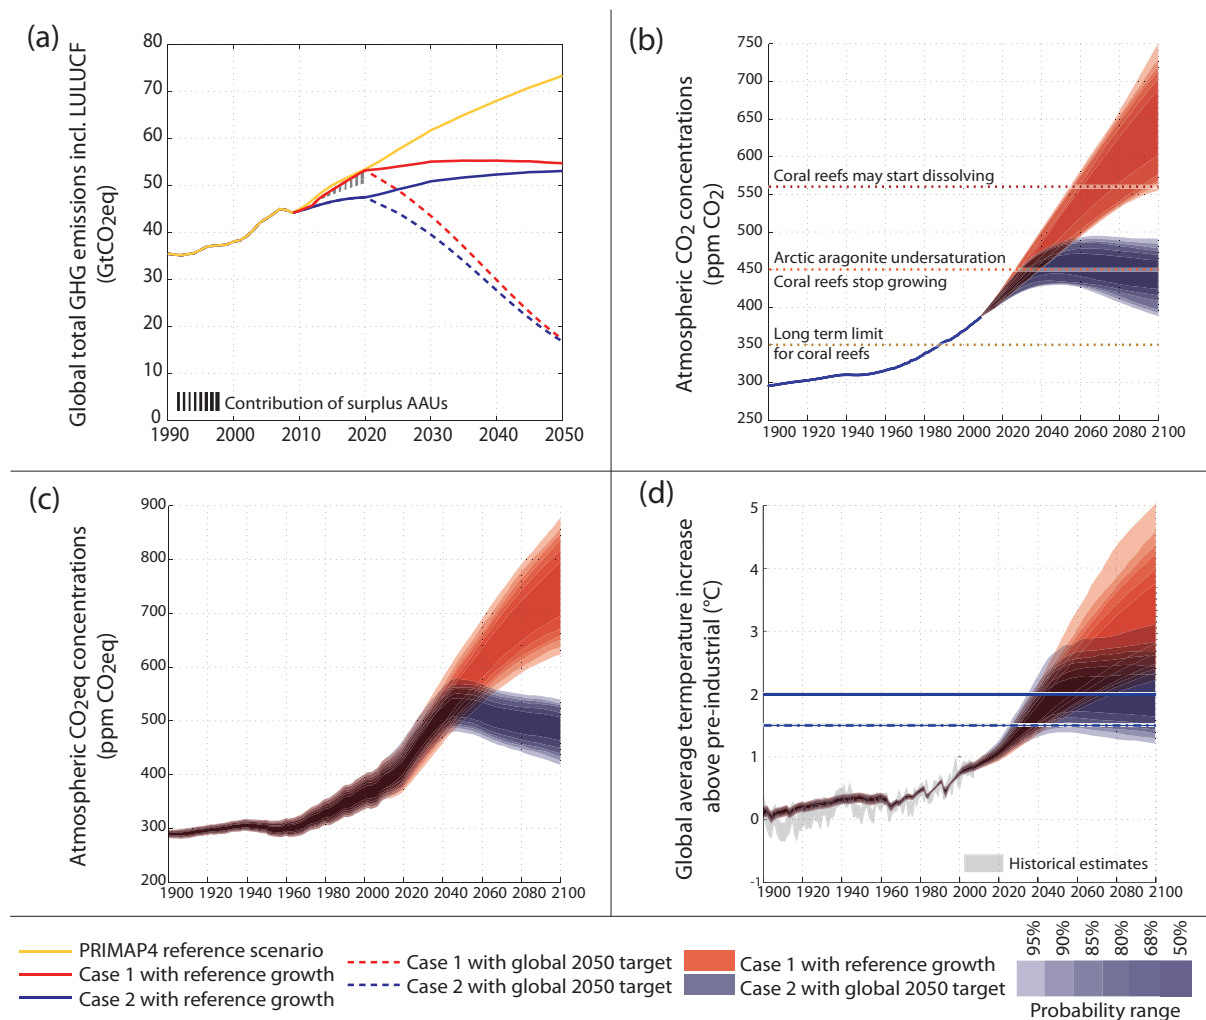 (a)
Global total GHG emissions incl. LULUCF
(GtCO2eq)
80
70
60
50
40
30
20
10
0
Contribution of surplus AAUs
1990 2000 2010 2020 2030 2040 2050
(b)
Atmospheric CO2 concentrations
(ppm CO2)
750
700
650
600
550
500
450
400
350
300
250
Coral reefs may start dissolving
Arctic aragonite undersaturation
Coral reefs stop growing
Long term limit
for coral reefs
1900 1920 1940 1960 1980 2000 2020 2040 2060 2080 2100
(c)
Atmospheric CO2eq concentrations
(ppm CO2eq)
900
800
700
600
500
400
300
200
1900 1920 1940 1960 1980 2000 2020 2040 2060 2080 2100
(d)
Global average termperature increase
above pre-industrial (°C)
5
4
3
2
1
0
-1
Historical estimates
1900 1920 1940 1960 1980 2000 2020 2040 2060 2080 2100
PRIMAP4 reference scenario
Case 1 with reference growth
Case 2 with reference growth
Case 1 with global 2050 target
Case 2 with global 2050 target
Case 1 with reference growth
Case 2 with global 2050 target
95% 90% 85% 80% 68% 50%
Probability range